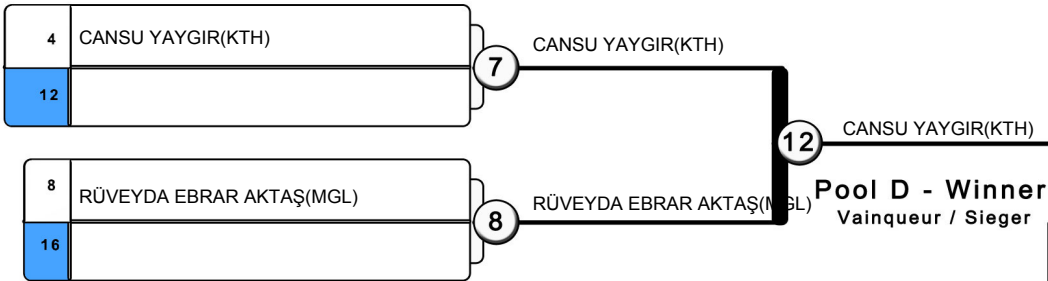 4 CANSU YAYGIR(KTH)
12
7
CANSU YAYGIR(KTH)
8 RÜVEYDA EBRAR AKTAŞ(MGL)
16
8
RÜVEYDA EBRAR AKTAŞ(MGL)
12
CANSU YAYGIR(KTH)
Pool D - Winner
Vainqueur / Sieger